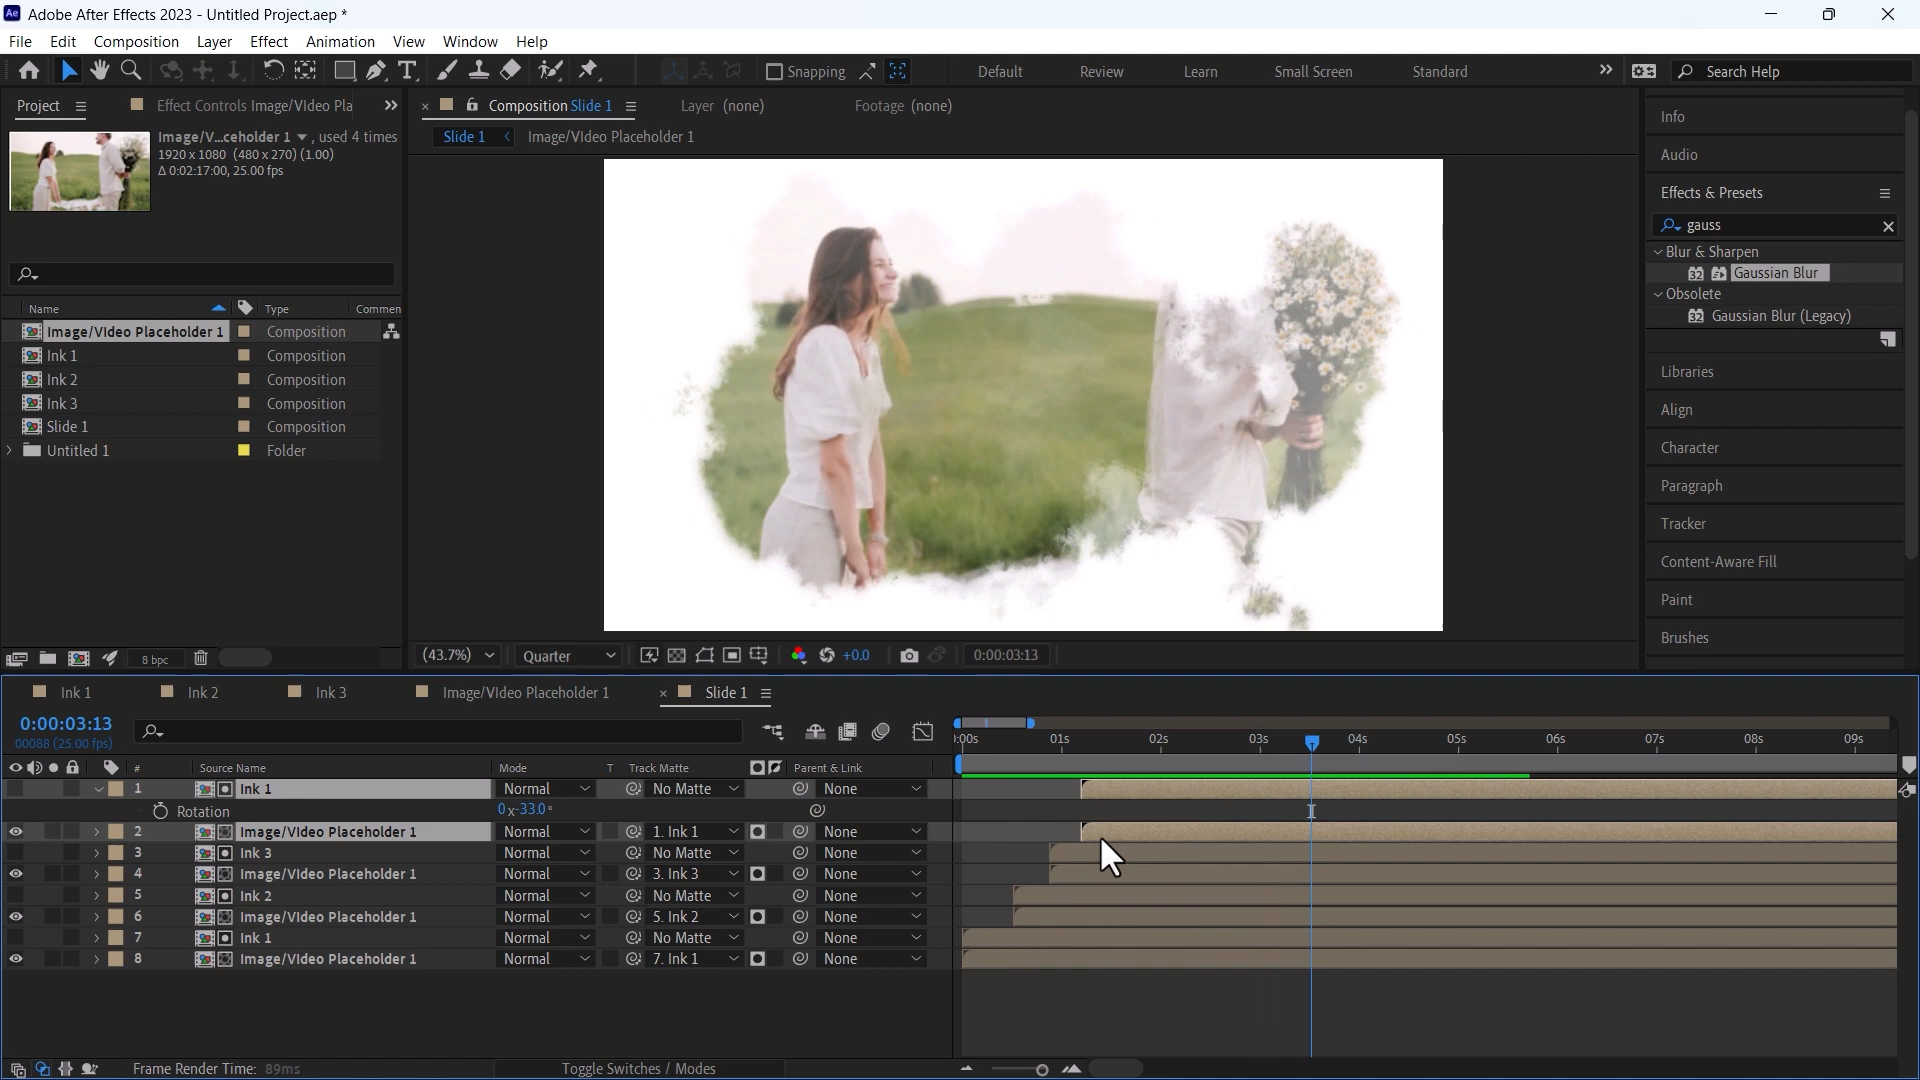 Adobe After Effects 2023 - Untitled Project.aep *
File Edit Composition Layer Effect Animation View Window Help
Snapping Default Review Learn Small Screen Standard Search Help
Project Effect Controls Image/VIdeo Pla Composition Slide 1 Layer (none) Footage (none)
Slide 1 Image/VIdeo Placeholder 1
Image/V...ceholder 1 , used 4 times
1920 x 1080 (480 x 270) (1.00)
Δ 0:02:17:00, 25.00 fps
Name Type Commen
Image/VIdeo Placeholder 1 Composition
Ink 1 Composition
Ink 2 Composition
Ink 3 Composition
Slide 1 Composition
Untitled 1 Folder
8 bpc
(43.7%) Quarter +0.0 0:00:03:13
Info
Audio
Effects & Presets
gauss
Blur & Sharpen
32 Gaussian Blur
Obsolete
32 Gaussian Blur (Legacy)
Libraries
Align
Character
Paragraph
Tracker
Content-Aware Fill
Paint
Brushes
Ink 1 Ink 2 Ink 3 Image/VIdeo Placeholder 1 Slide 1
0:00:03:13
00088 (25.00 fps)
):00s 01s 02s 03s 04s 05s 06s 07s 08s 09s
# Source Name Mode T Track Matte Parent & Link
1 Ink 1 Normal No Matte None
Rotation 0x-33.0°
2 Image/VIdeo Placeholder 1 Normal 1. Ink 1 None
3 Ink 3 Normal No Matte None
4 Image/VIdeo Placeholder 1 Normal 3. Ink 3 None
5 Ink 2 Normal No Matte None
6 Image/VIdeo Placeholder 1 Normal 5. Ink 2 None
7 Ink 1 Normal No Matte None
8 Image/VIdeo Placeholder 1 Normal 7. Ink 1 None
Frame Render Time: 89ms Toggle Switches / Modes